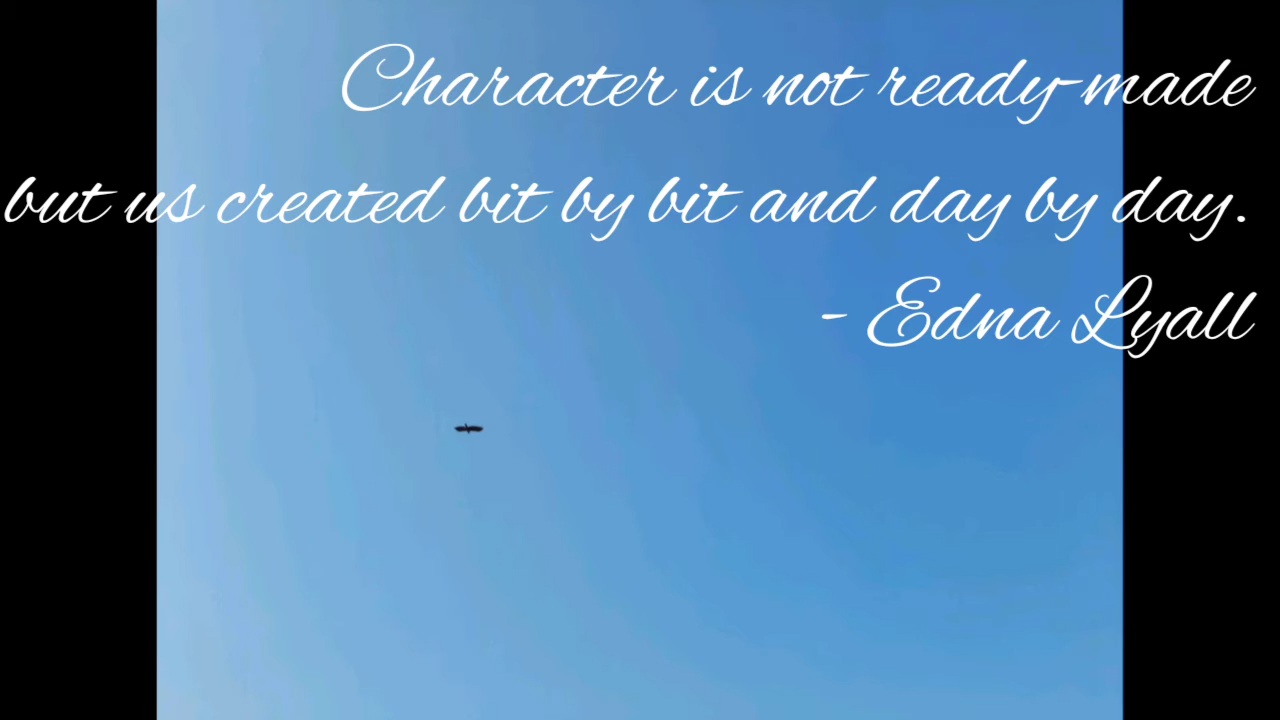 Character is not ready-made
but us created bit by bit and day by day.
- Edna Lyall